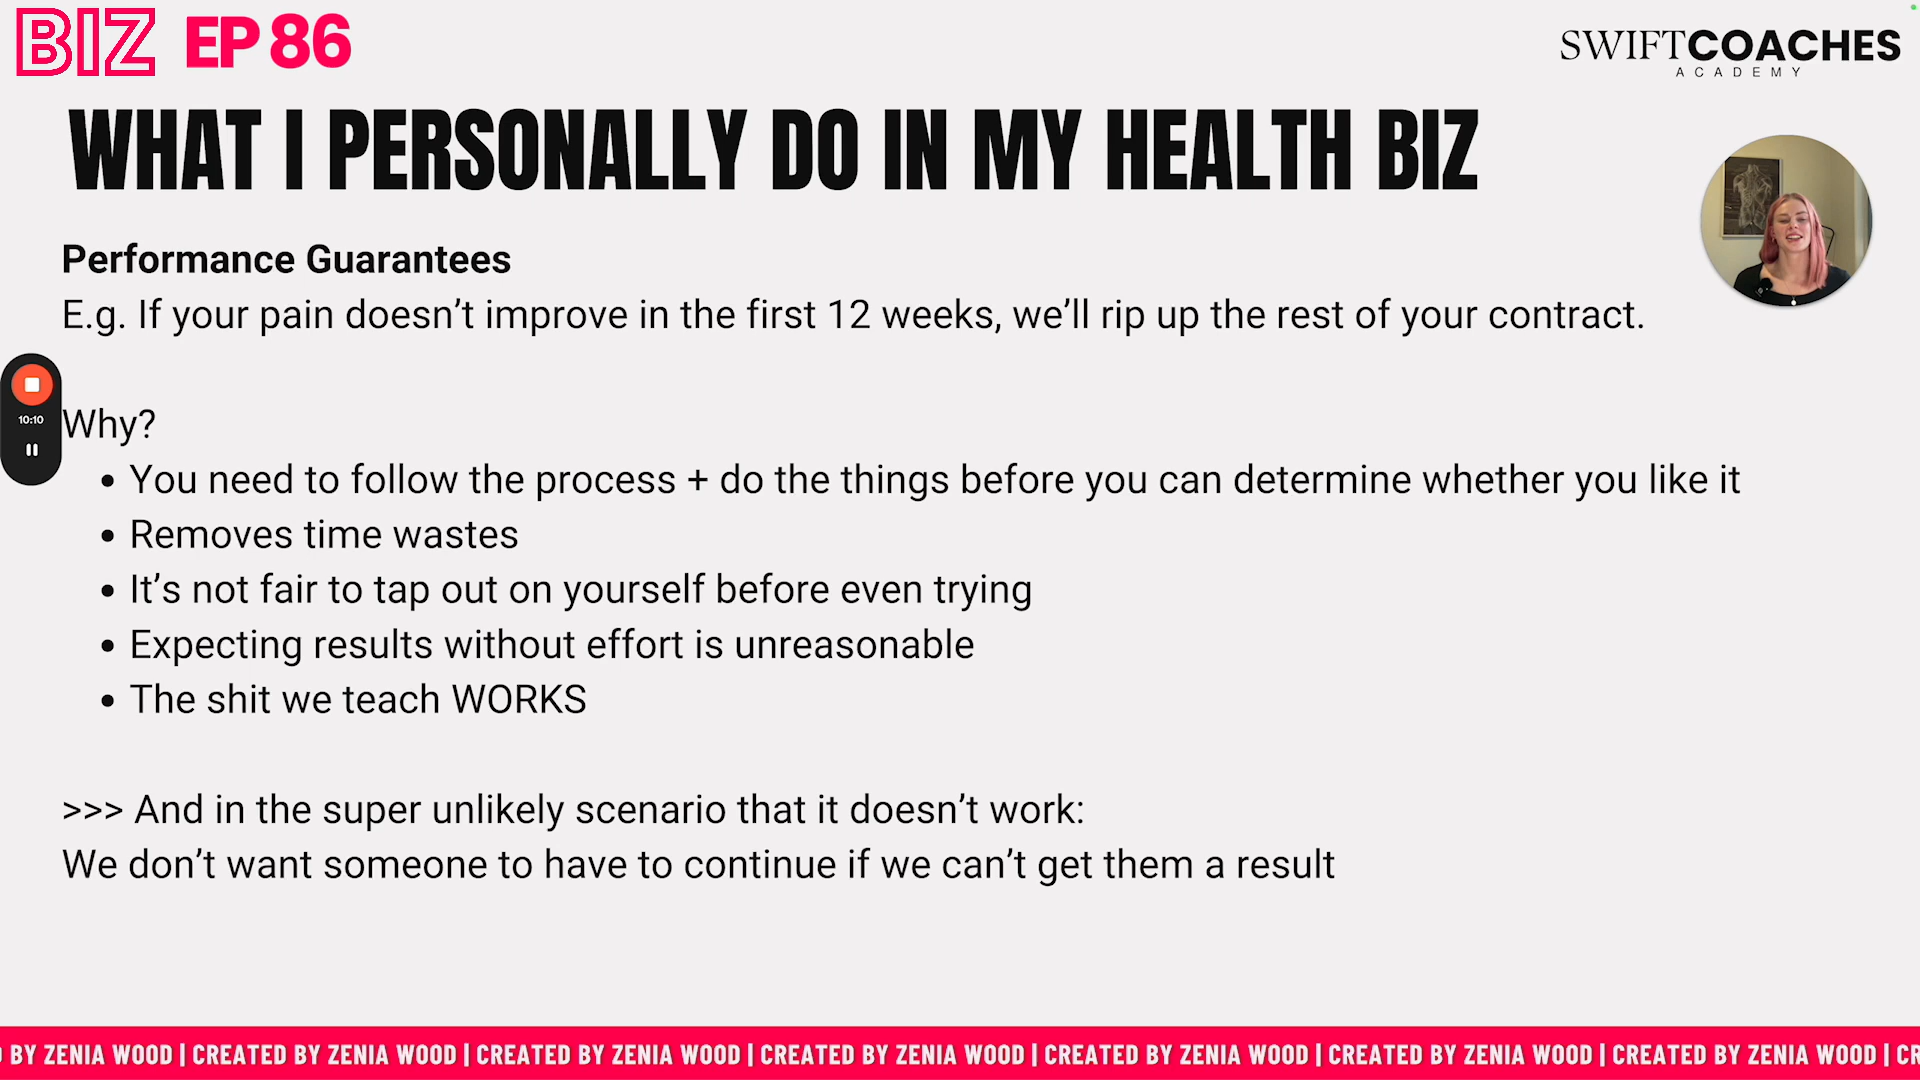 BIZ EP 86
SWIFTCOACHES
ACADEMY
WHAT I PERSONALLY DO IN MY HEALTH BIZ
Performance Guarantees
E.g. If your pain doesn’t improve in the first 12 weeks, we’ll rip up the rest of your contract.
10:10
Why?
• You need to follow the process + do the things before you can determine whether you like it
• Removes time wastes
• It’s not fair to tap out on yourself before even trying
• Expecting results without effort is unreasonable
• The shit we teach WORKS
>>> And in the super unlikely scenario that it doesn’t work:
We don’t want someone to have to continue if we can’t get them a result
BY ZENIA WOOD | CREATED BY ZENIA WOOD | CREATED BY ZENIA WOOD | CREATED BY ZENIA WOOD | CREATED BY ZENIA WOOD | CREATED BY ZENIA WOOD | CREATED BY ZENIA WOOD | CR